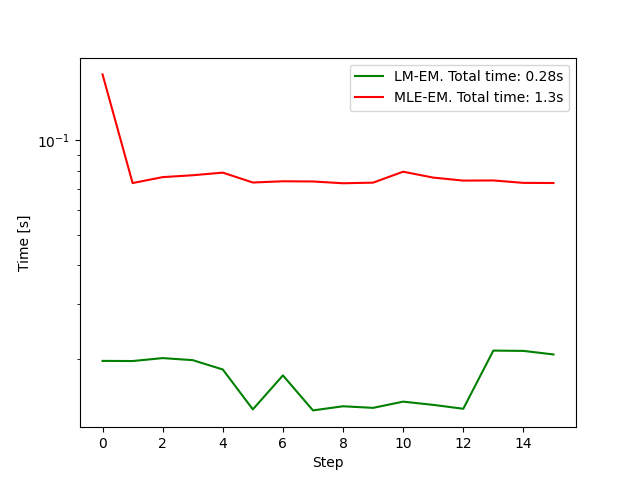 LM-EM. Total time: 0.28s
MLE-EM. Total time: 1.3s
10⁻¹
Time [s]
0 2 4 6 8 10 12 14
Step